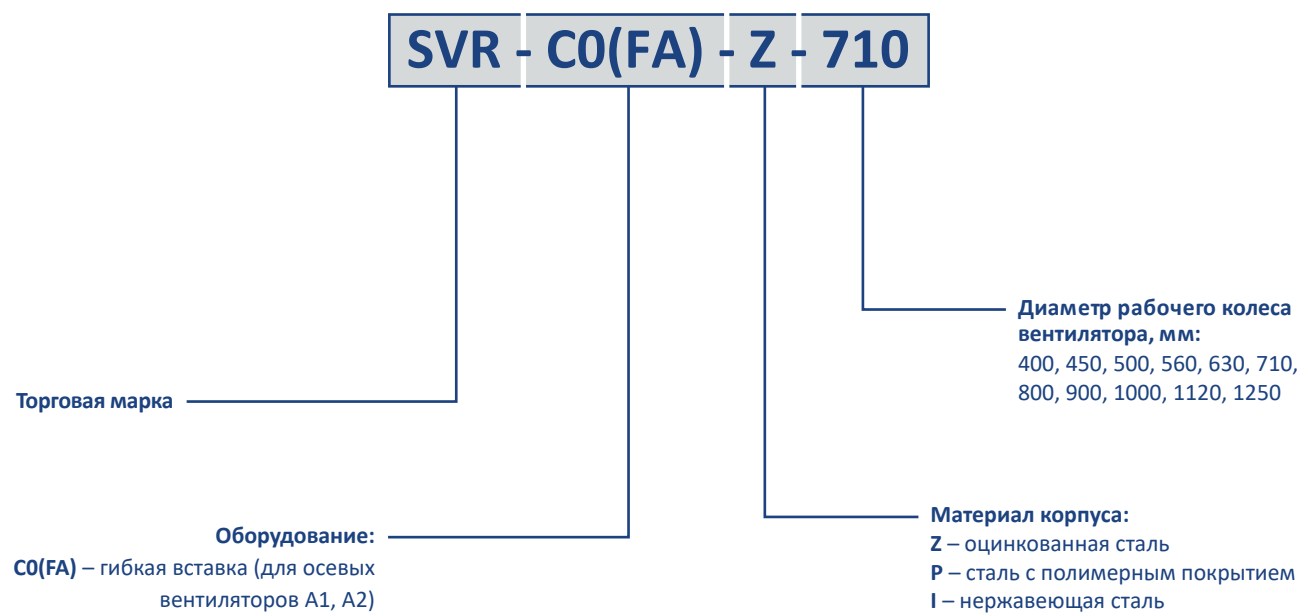 SVR - C0(FA) - Z - 710
Диаметр рабочего колеса
вентилятора, мм:
400, 450, 500, 560, 630, 710,
800, 900, 1000, 1120, 1250
Торговая марка
Оборудование:
C0(FA) – гибкая вставка (для осевых
вентиляторов А1, А2)
Материал корпуса:
Z – оцинкованная сталь
P – сталь с полимерным покрытием
I – нержавеющая сталь